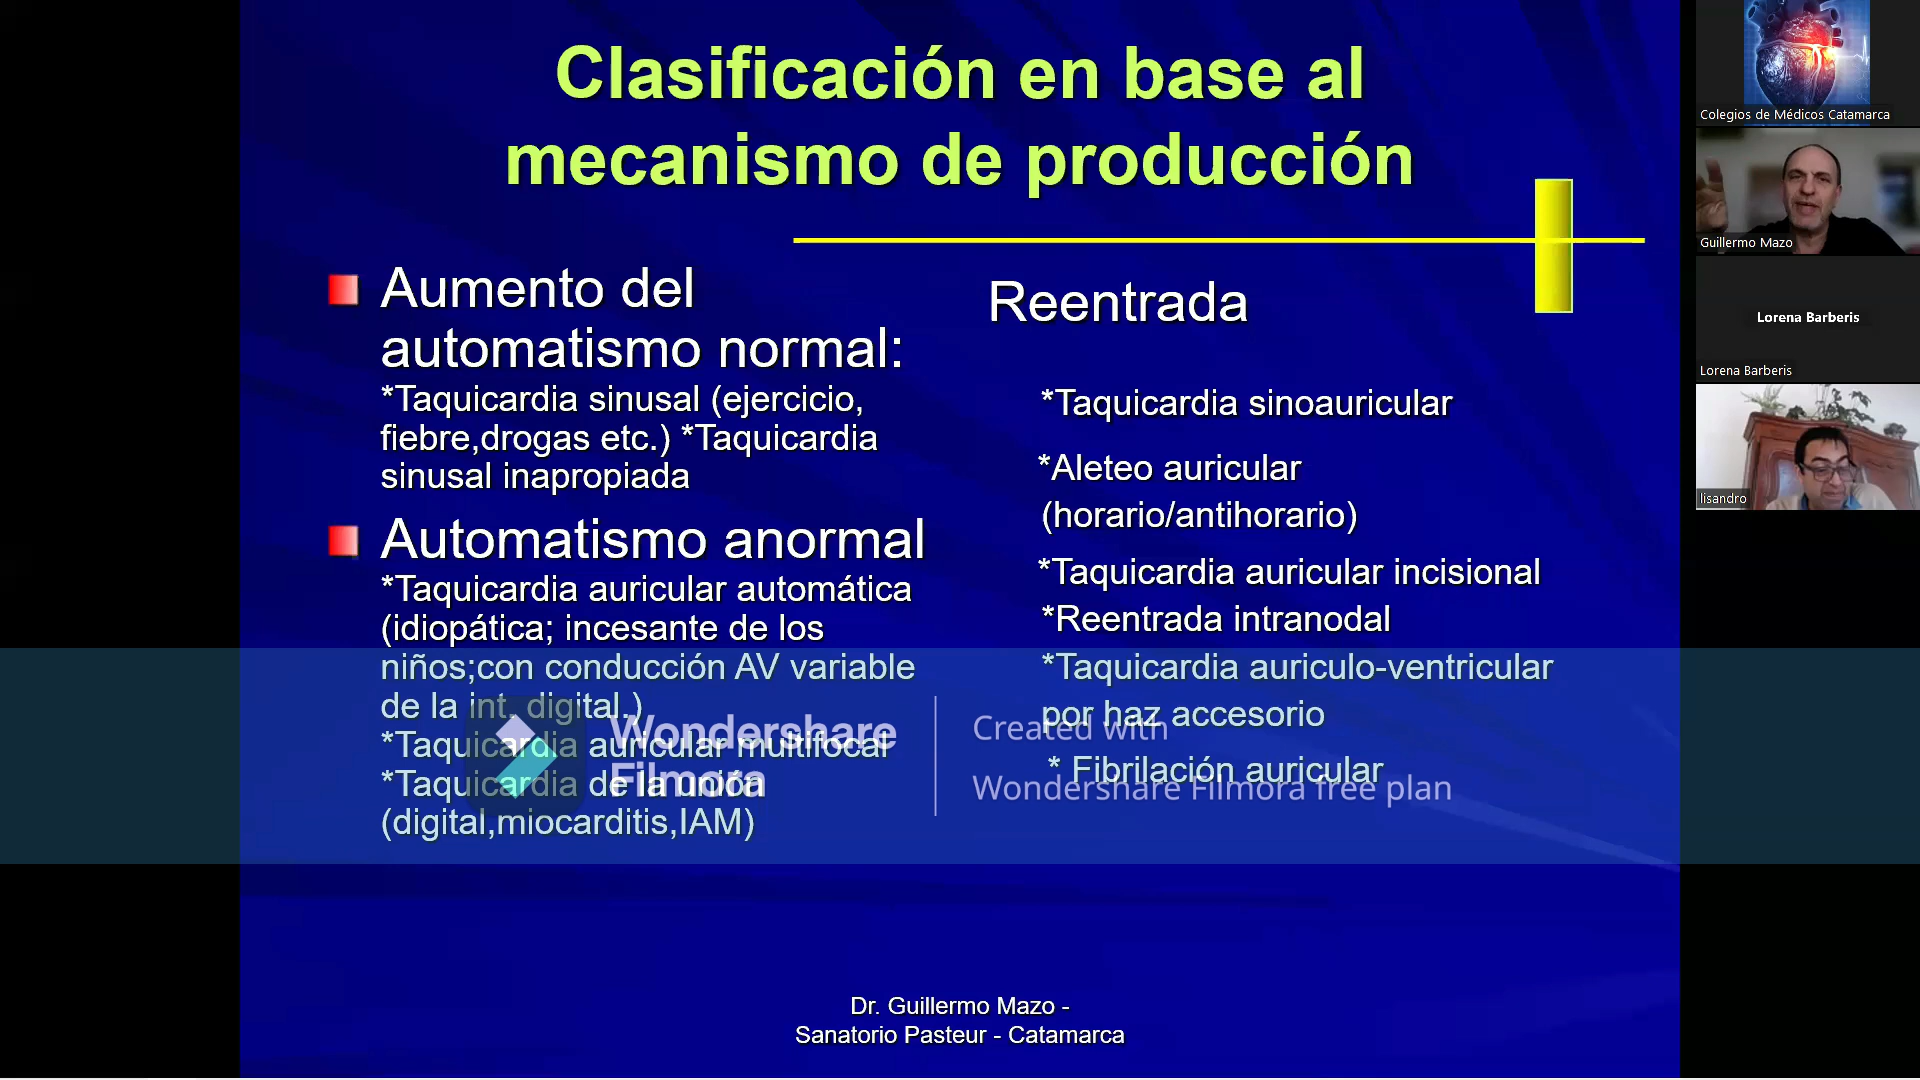 Clasificación en base al
mecanismo de producción
Aumento del
automatismo normal:
*Taquicardia sinusal (ejercicio,
fiebre,drogas etc.) *Taquicardia
sinusal inapropiada
Automatismo anormal
*Taquicardia auricular automática
(idiopática; incesante de los
niños;con conducción AV variable
de la int. digital.)
*Taquicardia auricular multifocal
*Taquicardia de la unión
(digital,miocarditis,IAM)
Reentrada
*Taquicardia sinoauricular
*Aleteo auricular
(horario/antihorario)
*Taquicardia auricular incisional
*Reentrada intranodal
*Taquicardia auriculo-ventricular
por haz accesorio
* Fibrilación auricular
Wondershare
Filmora
Created with
Wondershare Filmora free plan
Dr. Guillermo Mazo -
Sanatorio Pasteur - Catamarca
Colegios de Médicos Catamarca
Guillermo Mazo
Lorena Barberis
Lorena Barberis
lisandro